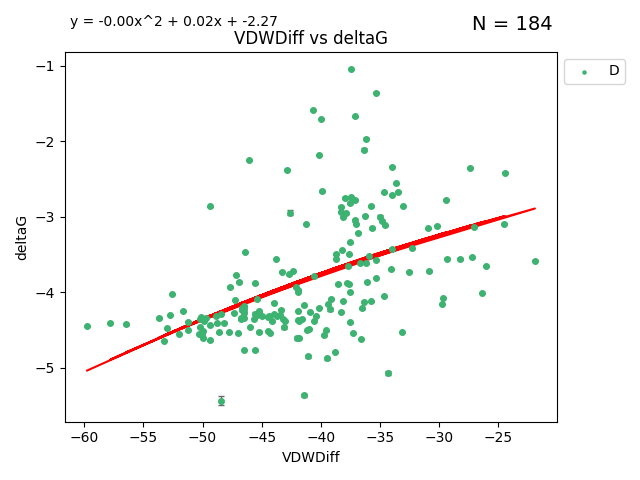 y = -0.00x^2 + 0.02x + -2.27
N = 184
VDWDiff vs deltaG
D
deltaG
−1
−2
−3
−4
−5
−60 −55 −50 −45 −40 −35 −30 −25
VDWDiff